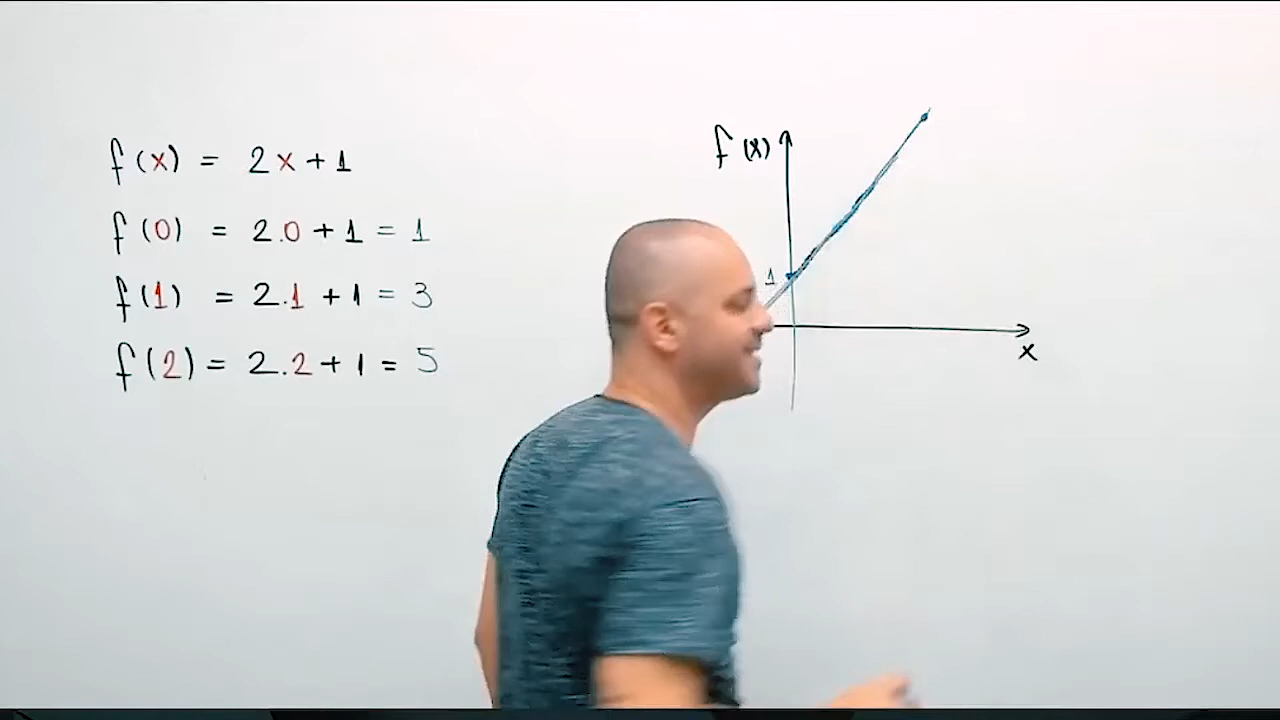 f(x) = 2x+1
f(0) = 2.0+1 = 1
f(1) = 2.1+1 = 3
f(2) = 2.2+1 = 5
f(x)
1
x